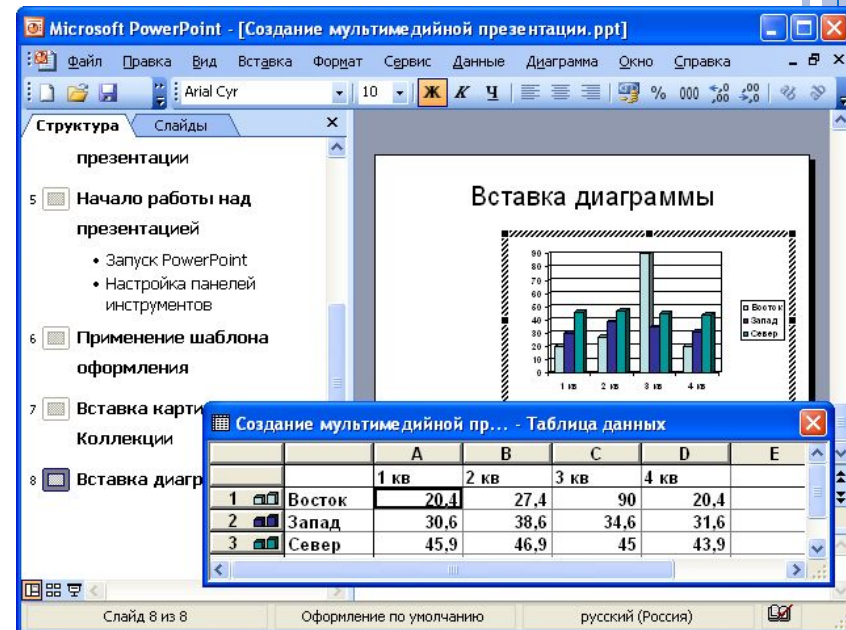 Microsoft PowerPoint - [Создание мультимедийной презентации.ppt]
Файл Правка Вид Вставка Формат Сервис Данные Диаграмма Окно Справка
Arial Cyr 10 Ж К Ч % 000
Структура Слайды
презентации
5 Начало работы над
презентацией
• Запуск PowerPoint
• Настройка панелей
инструментов
6 Применение шаблона
оформления
7 Вставка карти
Коллекции
8 Вставка диагр
Вставка диаграммы
90
80
70
60
50
40
30
20
10
0
1 кв 2 кв 3 кв 4 кв
Восток
Запад
Север
Создание мультимедийной пр... - Таблица данных
A B C D E
1 кв 2 кв 3 кв 4 кв
1 Восток 20,4 27,4 90 20,4
2 Запад 30,6 38,6 34,6 31,6
3 Север 45,9 46,9 45 43,9
Слайд 8 из 8 Оформление по умолчанию русский (Россия)